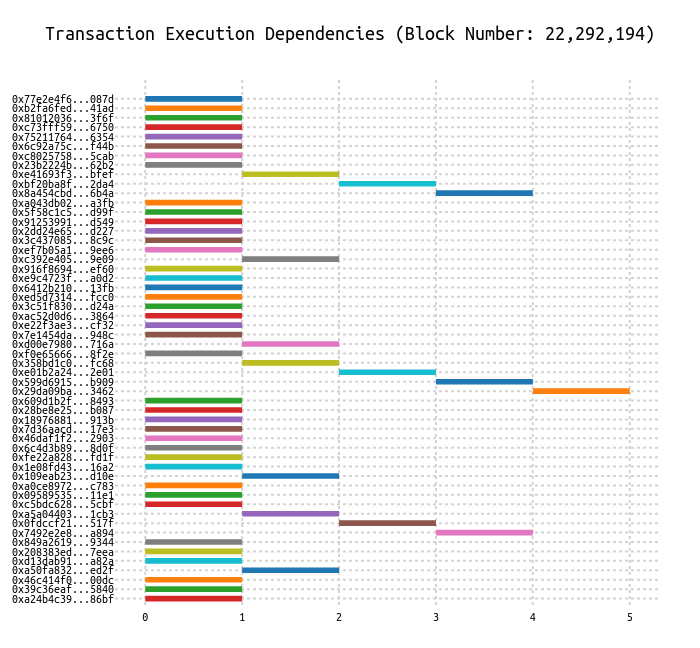 Transaction Execution Dependencies (Block Number: 22,292,194)
0x77e2e4f6...087d
0xb2fa6fed...41ad
0x81012036...3f6f
0xc73fff59...6750
0x75211764...6354
0x6c92a75c...f44b
0xc8025758...5cab
0x23b2224b...62b2
0xe41693f3...bfef
0xbf20ba8f...2da4
0x8a454cbd...6b4a
0xa043db02...a3fb
0x5f58c1c5...d99f
0x91253991...d549
0x2dd24e65...d227
0x3c437085...8c9c
0xef7b05a1...9ee6
0xc392e405...9e09
0x916f8694...ef60
0xe9c4723f...a0d2
0x6412b210...13fb
0xed5d7314...fcc0
0x3c51f830...d24a
0xac52d0d6...3864
0xe22f3ae3...cf32
0x7e1454da...948c
0xd00e7980...716a
0xf0e65666...8f2e
0x358bd1c0...fc68
0xe01b2a24...2e01
0x599d6915...b909
0x29da09ba...3462
0x609d1b2f...8493
0x28be8e25...b087
0x18976881...913b
0x7d36aacd...17e3
0x46daf1f2...2903
0x6c4d3b89...8d0f
0xfe22a828...fd1f
0x1e08fd43...16a2
0x109eab23...d10e
0xa0ce8972...c783
0x09589535...11e1
0xc5bdc628...5cbf
0xa5a04403...1cb3
0x0fdccf21...517f
0x7492e2e8...a894
0x849a2619...9344
0x208383ed...7eea
0xd13dab91...a82a
0xa50fa832...ed2f
0x46c414f0...00dc
0x39c36eaf...5840
0xa24b4c39...86bf
0 1 2 3 4 5